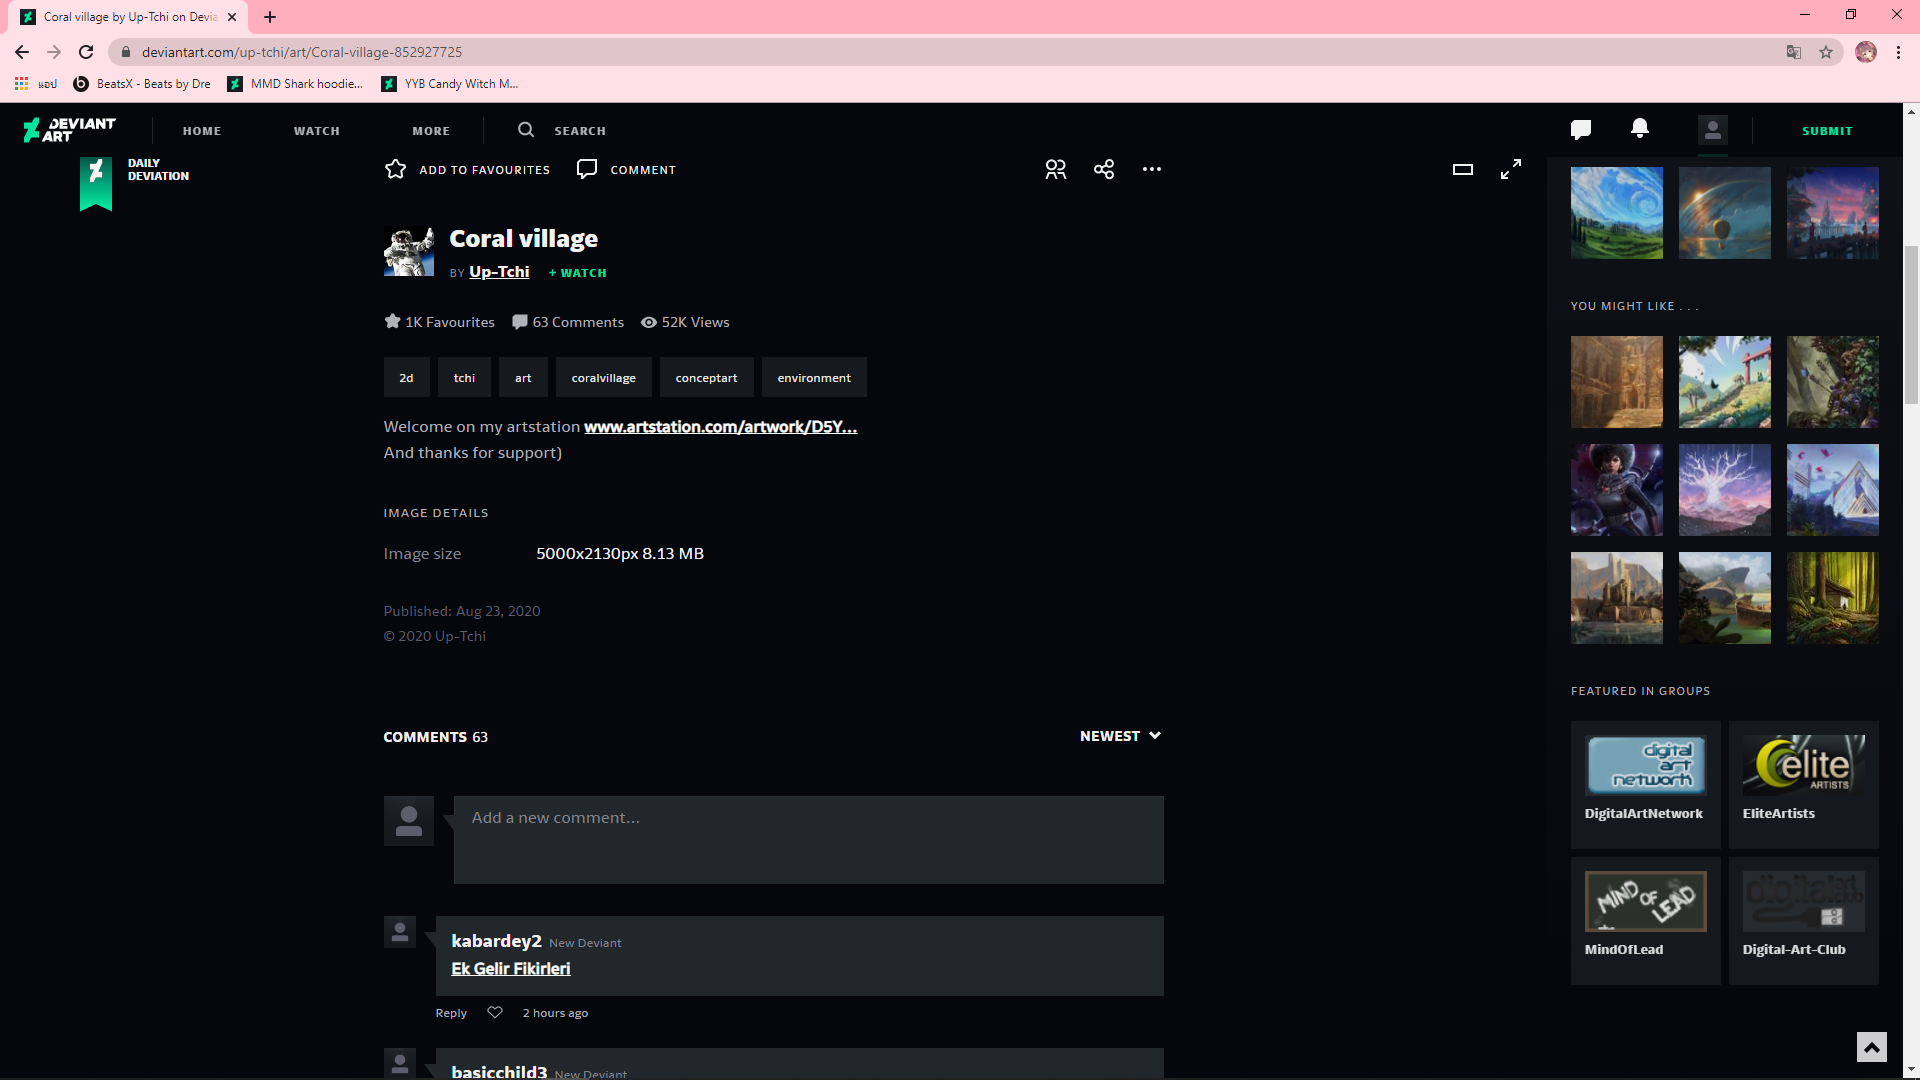 Coral village by Up-Tchi on Devia
deviantart.com/up-tchi/art/Coral-village-852927725
แอป BeatsX - Beats by Dre MMD Shark hoodie... YYB Candy Witch M...
DEVIANT ART HOME WATCH MORE SEARCH SUBMIT
DAILY
DEVIATION
ADD TO FAVOURITES COMMENT
Coral village
BY Up-Tchi + WATCH
1K Favourites 63 Comments 52K Views
2d tchi art coralvillage conceptart environment
Welcome on my artstation www.artstation.com/artwork/D5Y...
And thanks for support)
IMAGE DETAILS
Image size 5000x2130px 8.13 MB
Published: Aug 23, 2020
© 2020 Up-Tchi
COMMENTS 63 NEWEST
Add a new comment...
kabardey2 New Deviant
Ek Gelir Fikirleri
Reply 2 hours ago
basicchild3 New Deviant
YOU MIGHT LIKE . . .
FEATURED IN GROUPS
digital
art
network
DigitalArtNetwork
elite
ARTISTS
EliteArtists
MIND OF LEAD
MindOfLead
digital art club
Digital-Art-Club